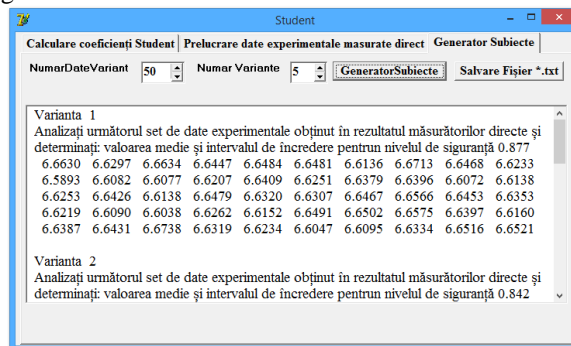 Student
Calculare coeficienți Student Prelucrare date experimentale masurate direct Generator Subiecte
NumarDateVariant 50 Numar Variante 5 GeneratorSubiecte Salvare Fișier *.txt
Varianta 1
Analizați următorul set de date experimentale obținut în rezultatul măsurătorilor directe și
determinați: valoarea medie și intervalul de încredere pentrun nivelul de siguranță 0.877
6.6630 6.6297 6.6634 6.6447 6.6484 6.6481 6.6136 6.6713 6.6468 6.6233
6.5893 6.6082 6.6077 6.6207 6.6409 6.6251 6.6379 6.6396 6.6072 6.6138
6.6253 6.6426 6.6138 6.6479 6.6320 6.6307 6.6467 6.6566 6.6453 6.6353
6.6219 6.6090 6.6038 6.6262 6.6152 6.6491 6.6502 6.6575 6.6397 6.6160
6.6387 6.6431 6.6738 6.6319 6.6234 6.6047 6.6095 6.6334 6.6516 6.6521
Varianta 2
Analizați următorul set de date experimentale obținut în rezultatul măsurătorilor directe și
determinați: valoarea medie și intervalul de încredere pentrun nivelul de siguranță 0.842